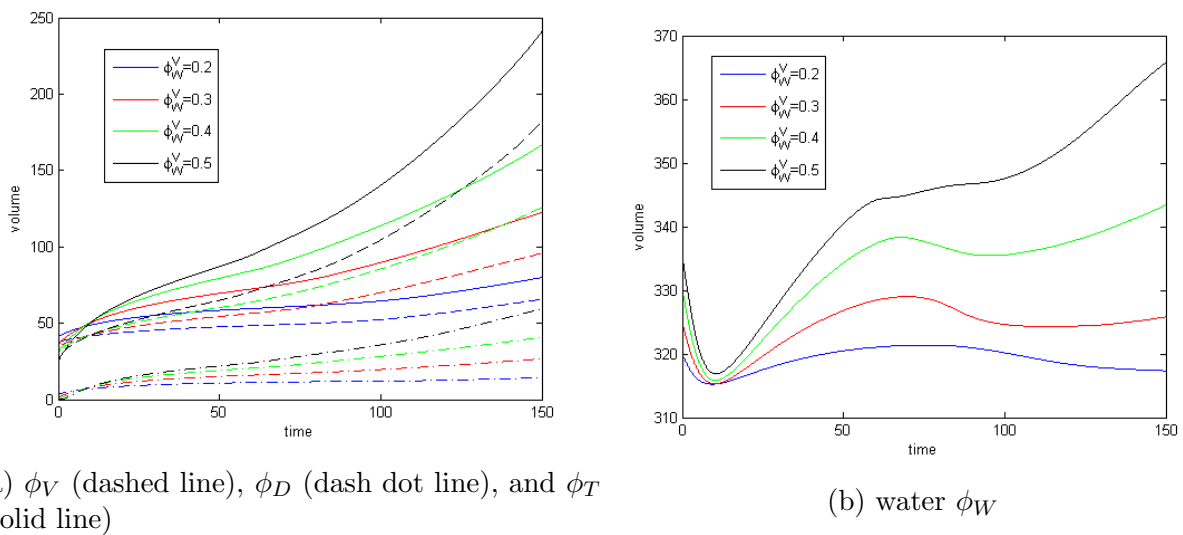 250
200
150
100
50
0
volume
ϕ_W^V=0.2
ϕ_W^V=0.3
ϕ_W^V=0.4
ϕ_W^V=0.5
0 50 100 150
time
370
360
350
340
330
320
310
volume
ϕ_W^V=0.2
ϕ_W^V=0.3
ϕ_W^V=0.4
ϕ_W^V=0.5
0 50 100 150
time
) ϕ_V (dashed line), ϕ_D (dash dot line), and ϕ_T
olid line)
(b) water ϕ_W